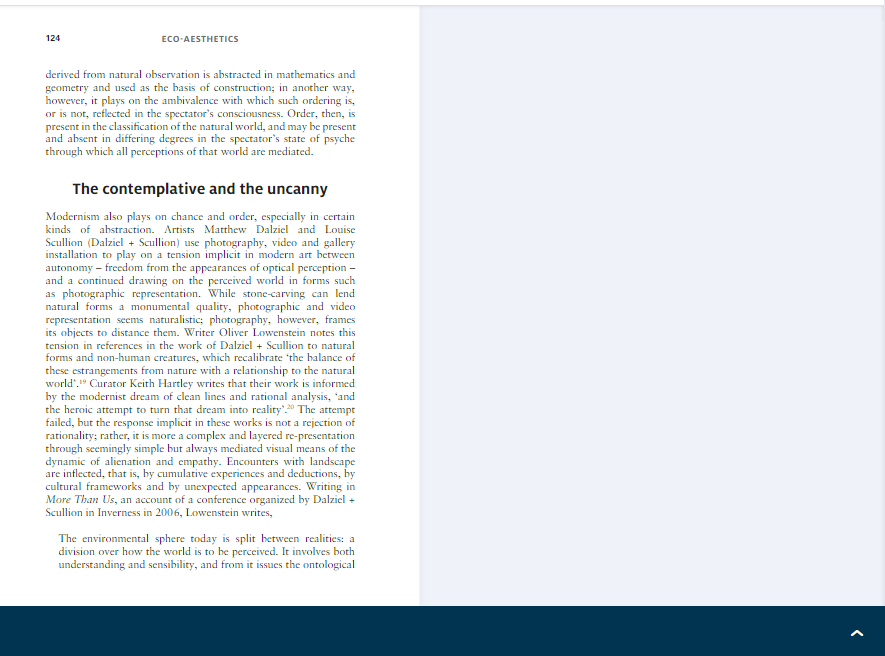 124
ECO-AESTHETICS
derived from natural observation is abstracted in mathematics and
geometry and used as the basis of construction; in another way,
however, it plays on the ambivalence with which such ordering is,
or is not, reflected in the spectator's consciousness. Order, then, is
present in the classification of the natural world, and may be present
and absent in differing degrees in the spectator's state of psyche
through which all perceptions of that world are mediated.
The contemplative and the uncanny
Modernism also plays on chance and order, especially in certain
kinds of abstraction. Artists Matthew Dalziel and Louise
Scullion (Dalziel + Scullion) use photography, video and gallery
installation to play on a tension implicit in modern art between
autonomy – freedom from the appearances of optical perception –
and a continued drawing on the perceived world in forms such
as photographic representation. While stone-carving can lend
natural forms a monumental quality, photographic and video
representation seems naturalistic; photography, however, frames
its objects to distance them. Writer Oliver Lowenstein notes this
tension in references in the work of Dalziel + Scullion to natural
forms and non-human creatures, which recalibrate 'the balance of
these estrangements from nature with a relationship to the natural
world'.¹⁹ Curator Keith Hartley writes that their work is informed
by the modernist dream of clean lines and rational analysis, 'and
the heroic attempt to turn that dream into reality'.²⁰ The attempt
failed, but the response implicit in these works is not a rejection of
rationality; rather, it is more a complex and layered re-presentation
through seemingly simple but always mediated visual means of the
dynamic of alienation and empathy. Encounters with landscape
are inflected, that is, by cumulative experiences and deductions, by
cultural frameworks and by unexpected appearances. Writing in
More Than Us, an account of a conference organized by Dalziel +
Scullion in Inverness in 2006, Lowenstein writes,
The environmental sphere today is split between realities: a
division over how the world is to be perceived. It involves both
understanding and sensibility, and from it issues the ontological